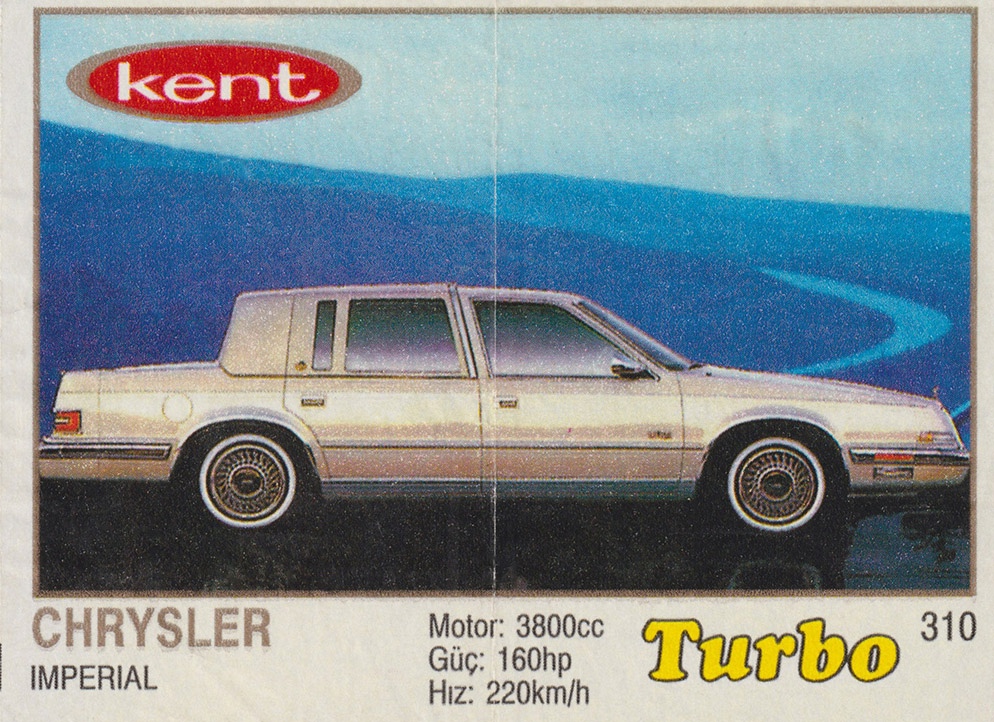 kent
CHRYSLER
IMPERIAL
Motor: 3800cc
Güç: 160hp
Hız: 220km/h
Turbo
310